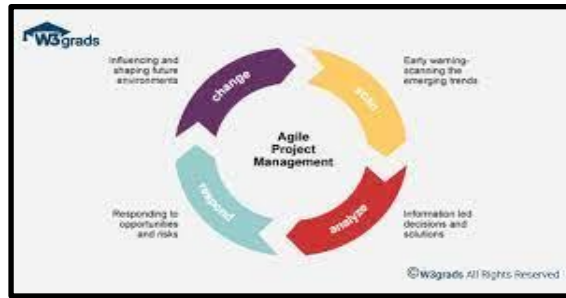 W3grads
Influencing and
shaping future
environments
change
Early warning-
scanning the
emerging trends
scan
Agile
Project
Management
respond
Responding to
opportunities
and risks
analyze
Information led
decisions and
solutions
©W3grads All Rights Reserved